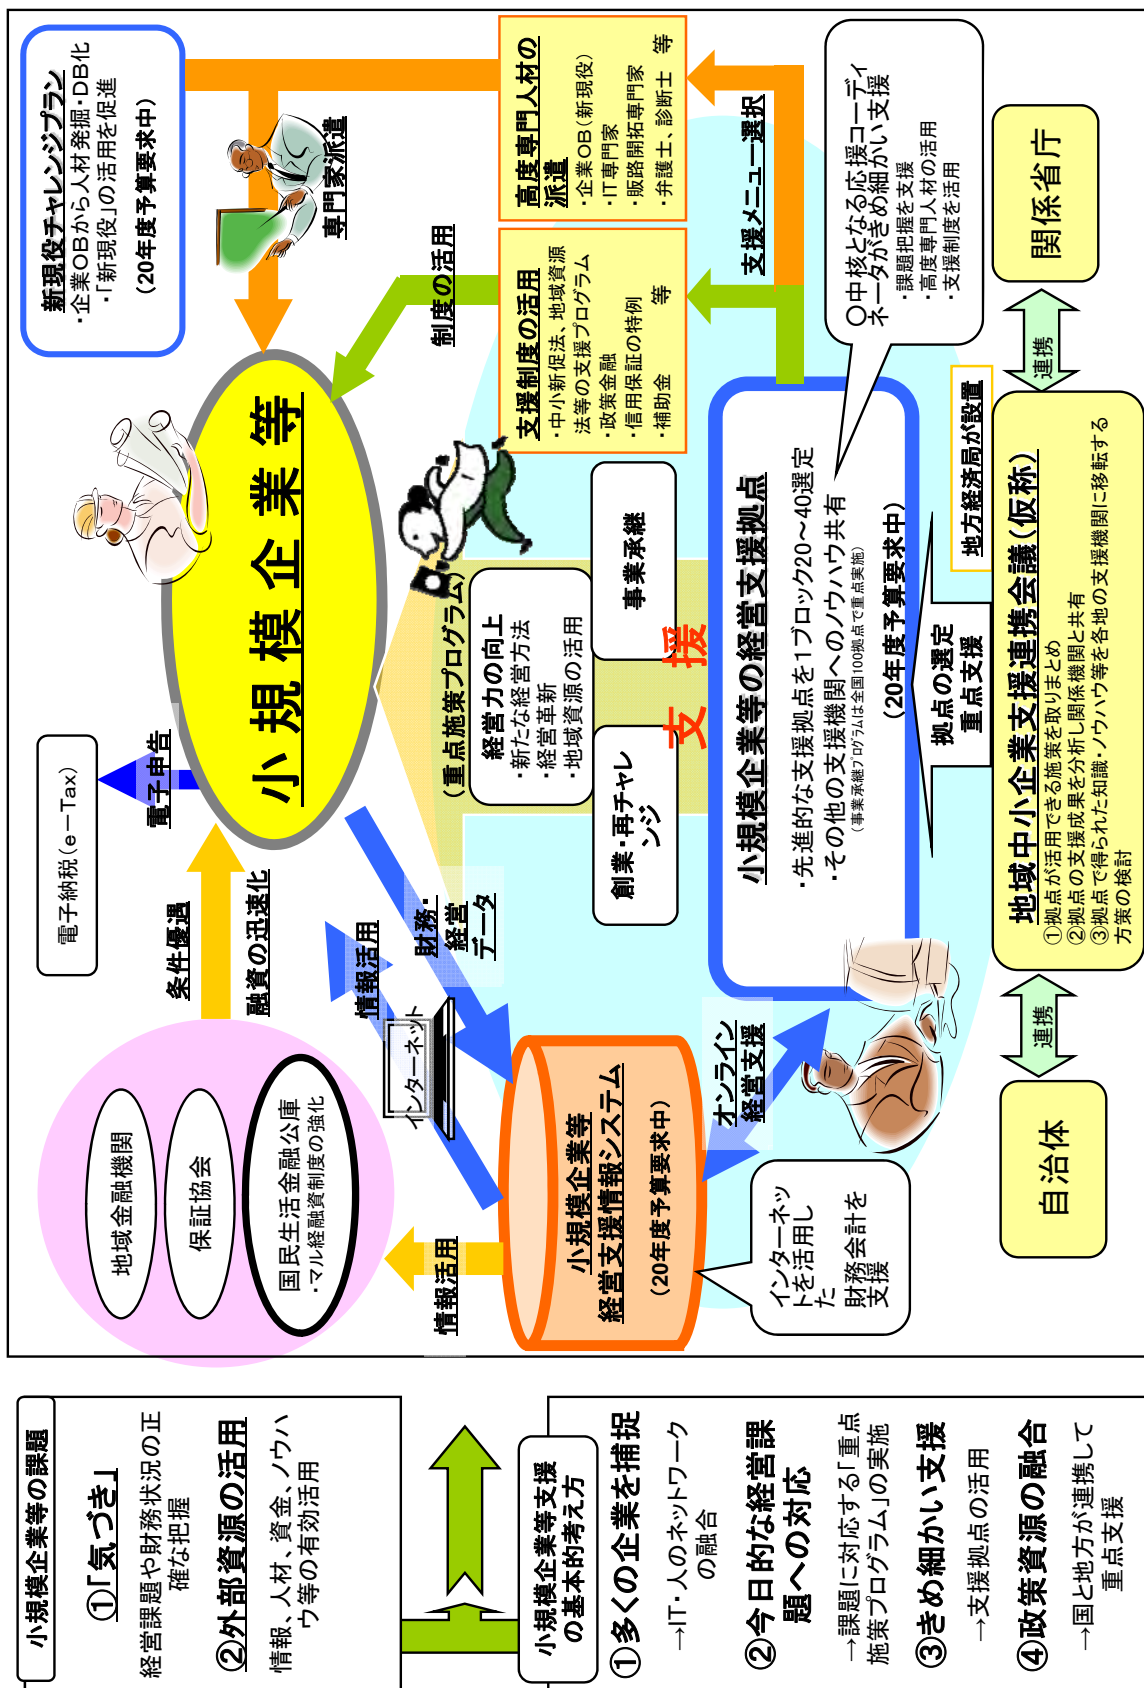 小規模企業等の課題
①「気づき」
経営課題や財務状況の正
確な把握
②外部資源の活用
情報、人材、資金、ノウハ
ウ等の有効活用
小規模企業等支援
の基本的考え方
①多くの企業を捕捉
→IT・人のネットワーク
の融合
②今日的な経営課
題への対応
→課題に対応する「重点
施策プログラム」の実施
③きめ細かい支援
→支援拠点の活用
④政策資源の融合
→国と地方が連携して
重点支援
地域金融機関
保証協会
国民生活金融公庫
・マル経融資制度の強化
条件優遇
融資の迅速化
電子納税(e-Tax)
電子申告
小規模企業等
新現役チャレンジプラン
・企業OBから人材発掘・DB化
・「新現役」の活用を促進
(20年度予算要求中)
専門家派遣
制度の活用
情報活用
情報活用
インターネット
財務・
経営
データ
(重点施策プログラム)
経営力の向上
・新たな経営方法
・経営革新
・地域資源の活用
創業・再チャレ
ンジ
事業承継
支援
高度専門人材の
派遣
・企業OB(新現役)
・IT専門家
・販路開拓専門家
・弁護士、診断士 等
支援制度の活用
・中小新促法、地域資源
法等の支援プログラム
・政策金融
・信用保証の特例
・補助金 等
支援メニュー選択
小規模企業等
経営支援情報システム
(20年度予算要求中)
オンライン
経営支援
インターネッ
トを活用し
た
財務会計を
支援
小規模企業等の経営支援拠点
・先進的な支援拠点を1ブロック20~40選定
・その他の支援機関へのノウハウ共有
(事業承継プログラムは全国100拠点で重点実施)
(20年度予算要求中)
〇中核となる応援コーディ
ネータがきめ細かい支援
・課題把握を支援
・高度専門人材の活用
・支援制度を活用
拠点の選定
重点支援
地方経済局が設置
自治体
連携
地域中小企業支援連携会議(仮称)
①拠点が活用できる施策を取りまとめ
②拠点の支援成果を分析し関係機関と共有
③拠点で得られた知識・ノウハウ等を各地の支援機関に移転する
方策の検討
連携
関係省庁